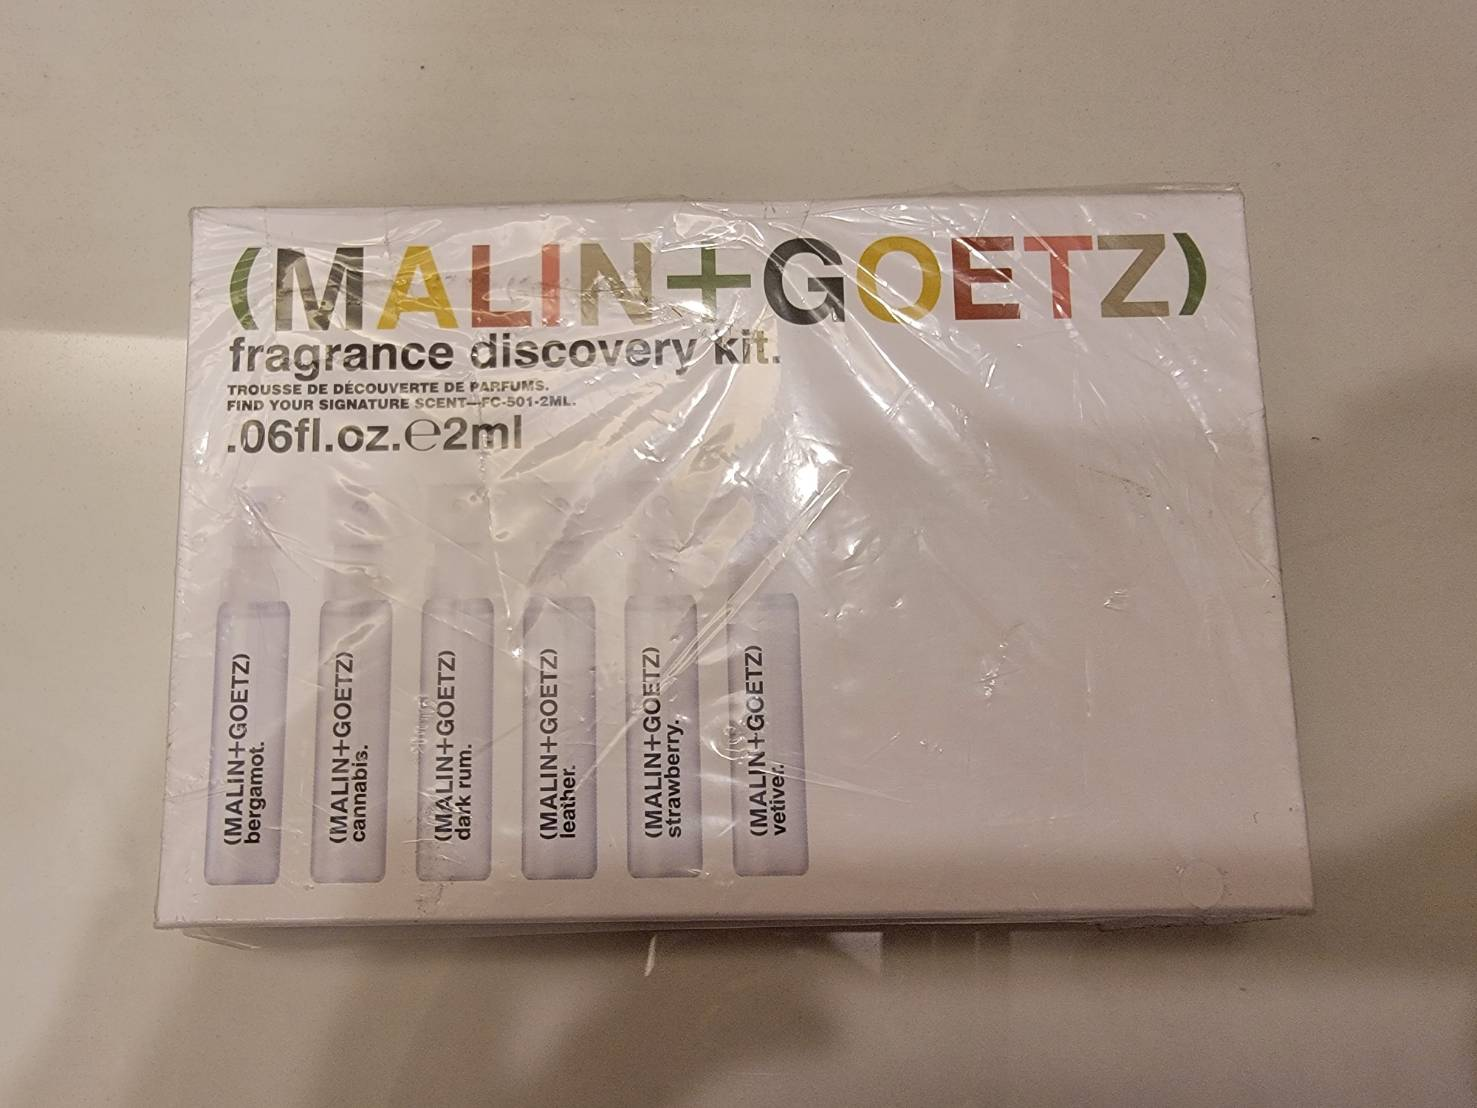 (MALIN+GOETZ)
fragrance discovery kit.
TROUSSE DE DÉCOUVERTE DE PARFUMS.
FIND YOUR SIGNATURE SCENT—FC-501-2ML.
.06fl.oz.℮2ml
(MALIN+GOETZ)
bergamot.
(MALIN+GOETZ)
cannabis.
(MALIN+GOETZ)
dark rum.
(MALIN+GOETZ)
leather.
(MALIN+GOETZ)
strawberry.
(MALIN+GOETZ)
vetiver.